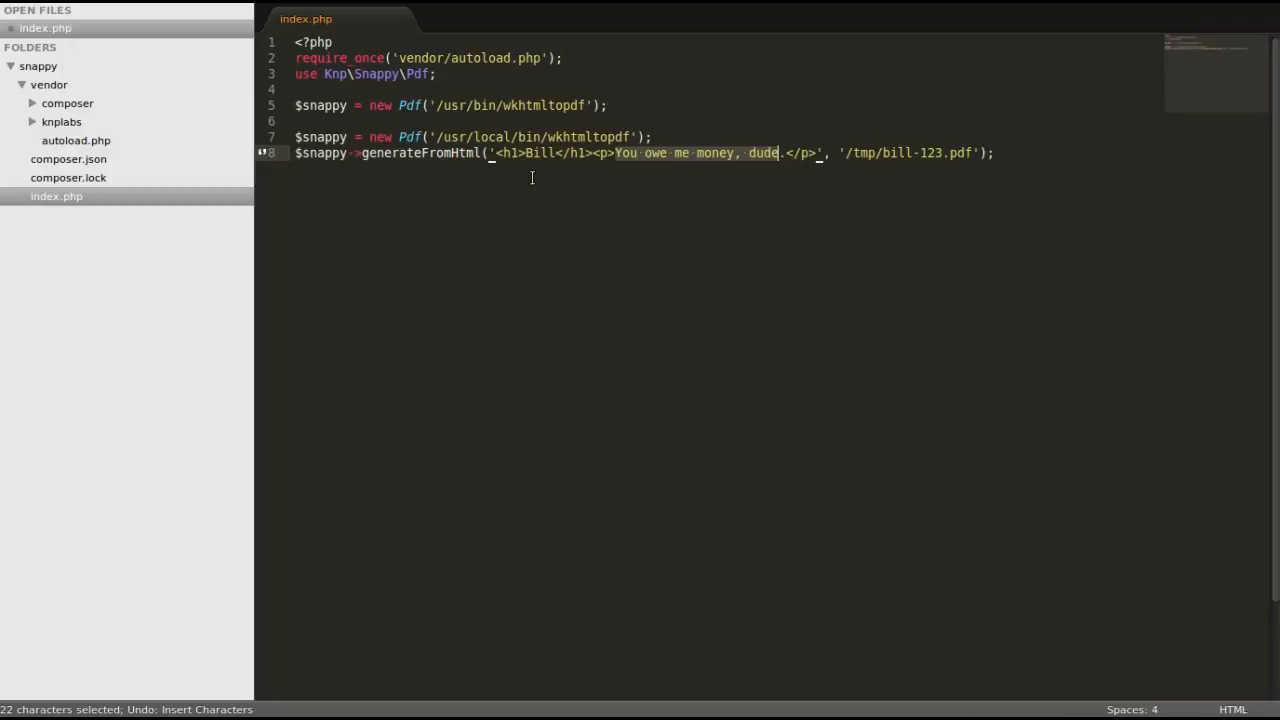 OPEN FILES
index.php
FOLDERS
snappy
vendor
composer
knplabs
autoload.php
composer.json
composer.lock
index.php
index.php
1 <?php
2 require_once('vendor/autoload.php');
3 use Knp\Snappy\Pdf;
4
5 $snappy = new Pdf('/usr/bin/wkhtmltopdf');
6
7 $snappy = new Pdf('/usr/local/bin/wkhtmltopdf');
8 $snappy->generateFromHtml('<h1>Bill</h1><p>You owe me money, dude.</p>', '/tmp/bill-123.pdf');
22 characters selected; Undo: Insert Characters
Spaces: 4
HTML